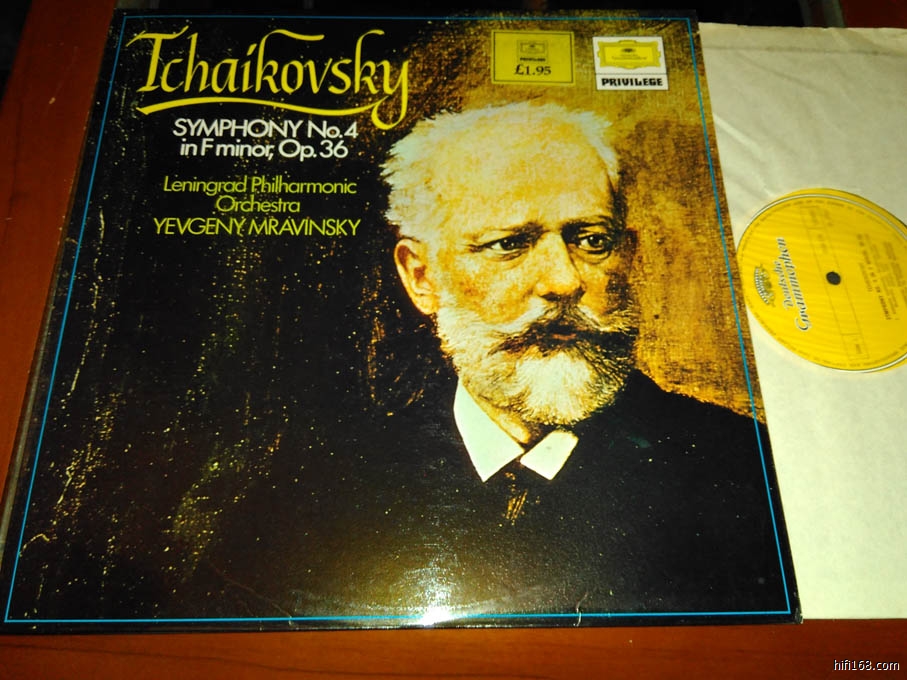 Tchaikovsky
SYMPHONY No.4
in F minor, Op.36
Leningrad Philharmonic
Orchestra
YEVGENY MRAVINSKY
PRIVILEGE
£1.95
PRIVILEGE
Deutsche
Grammophon
hifi168.com